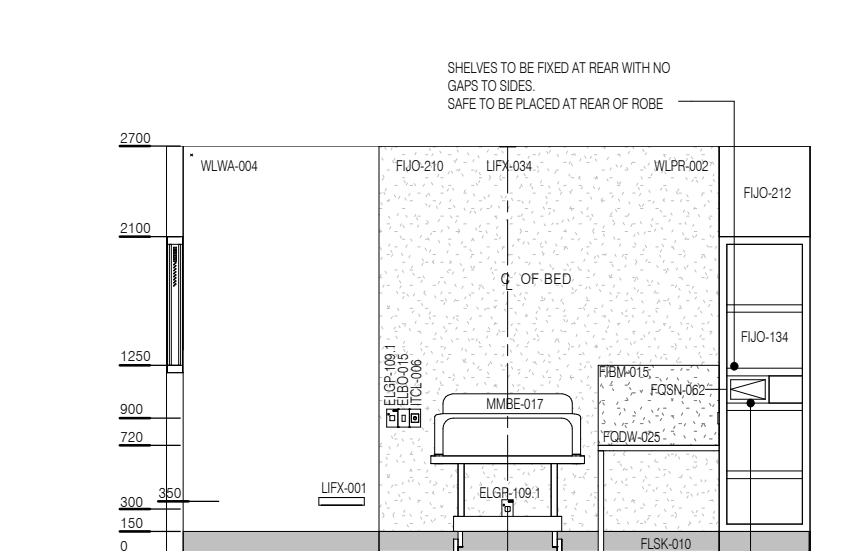 SHELVES TO BE FIXED AT REAR WITH NO
GAPS TO SIDES.
SAFE TO BE PLACED AT REAR OF ROBE
2700
WLWA-004
FIJO-210
LIFX-034
WLPR-002
FIJO-212
2100
℄ OF BED
FIJO-134
1250
ELGP-109.1
ELBO-015
ITCL-006
FIBM-015
FQSN-062
MMBE-017
900
720
FQDW-025
350
LIFX-001
ELGP-109.1
300
150
FLSK-010
0